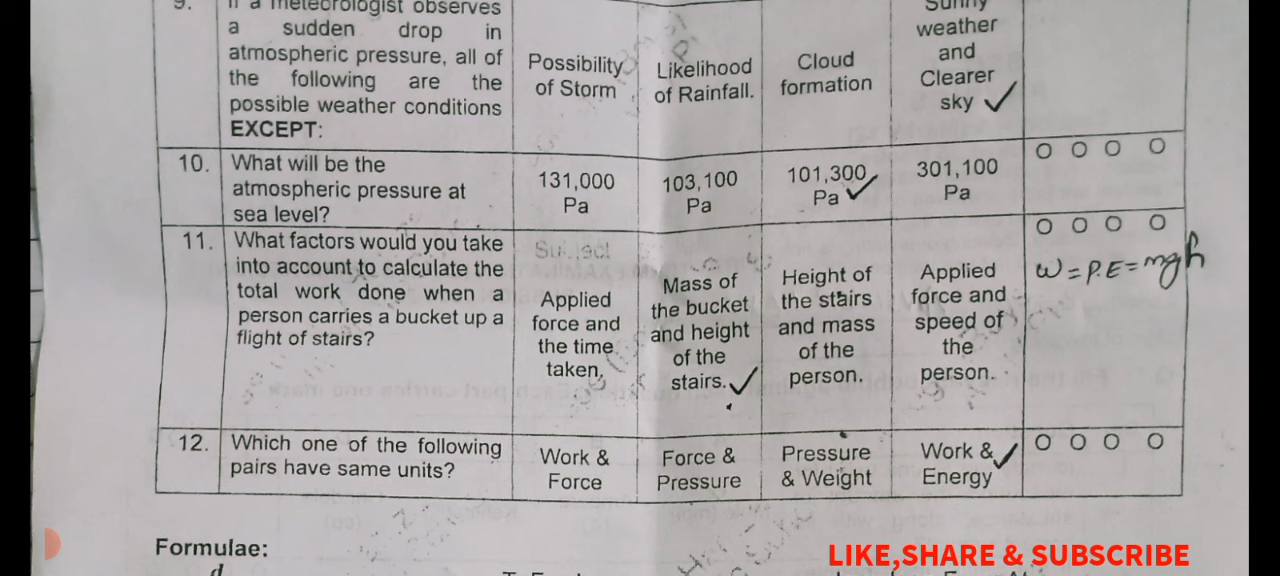 9. If a meteorologist observes
a sudden drop in
atmospheric pressure, all of
the following are the
possible weather conditions
EXCEPT:
Possibility
of Storm
Likelihood
of Rainfall.
Cloud
formation
Sunny
weather
and
Clearer
sky
10. What will be the
atmospheric pressure at
sea level?
131,000
Pa
103,100
Pa
101,300
Pa
301,100
Pa
11. What factors would you take
into account to calculate the
total work done when a
person carries a bucket up a
flight of stairs?
Applied
force and
the time
taken.
Mass of
the bucket
and height
of the
stairs.
Height of
the stairs
and mass
of the
person.
Applied
force and
speed of
the
person.
W = P.E = mgh
12. Which one of the following
pairs have same units?
Work &
Force
Force &
Pressure
Pressure
& Weight
Work &
Energy
Formulae:
LIKE,SHARE & SUBSCRIBE